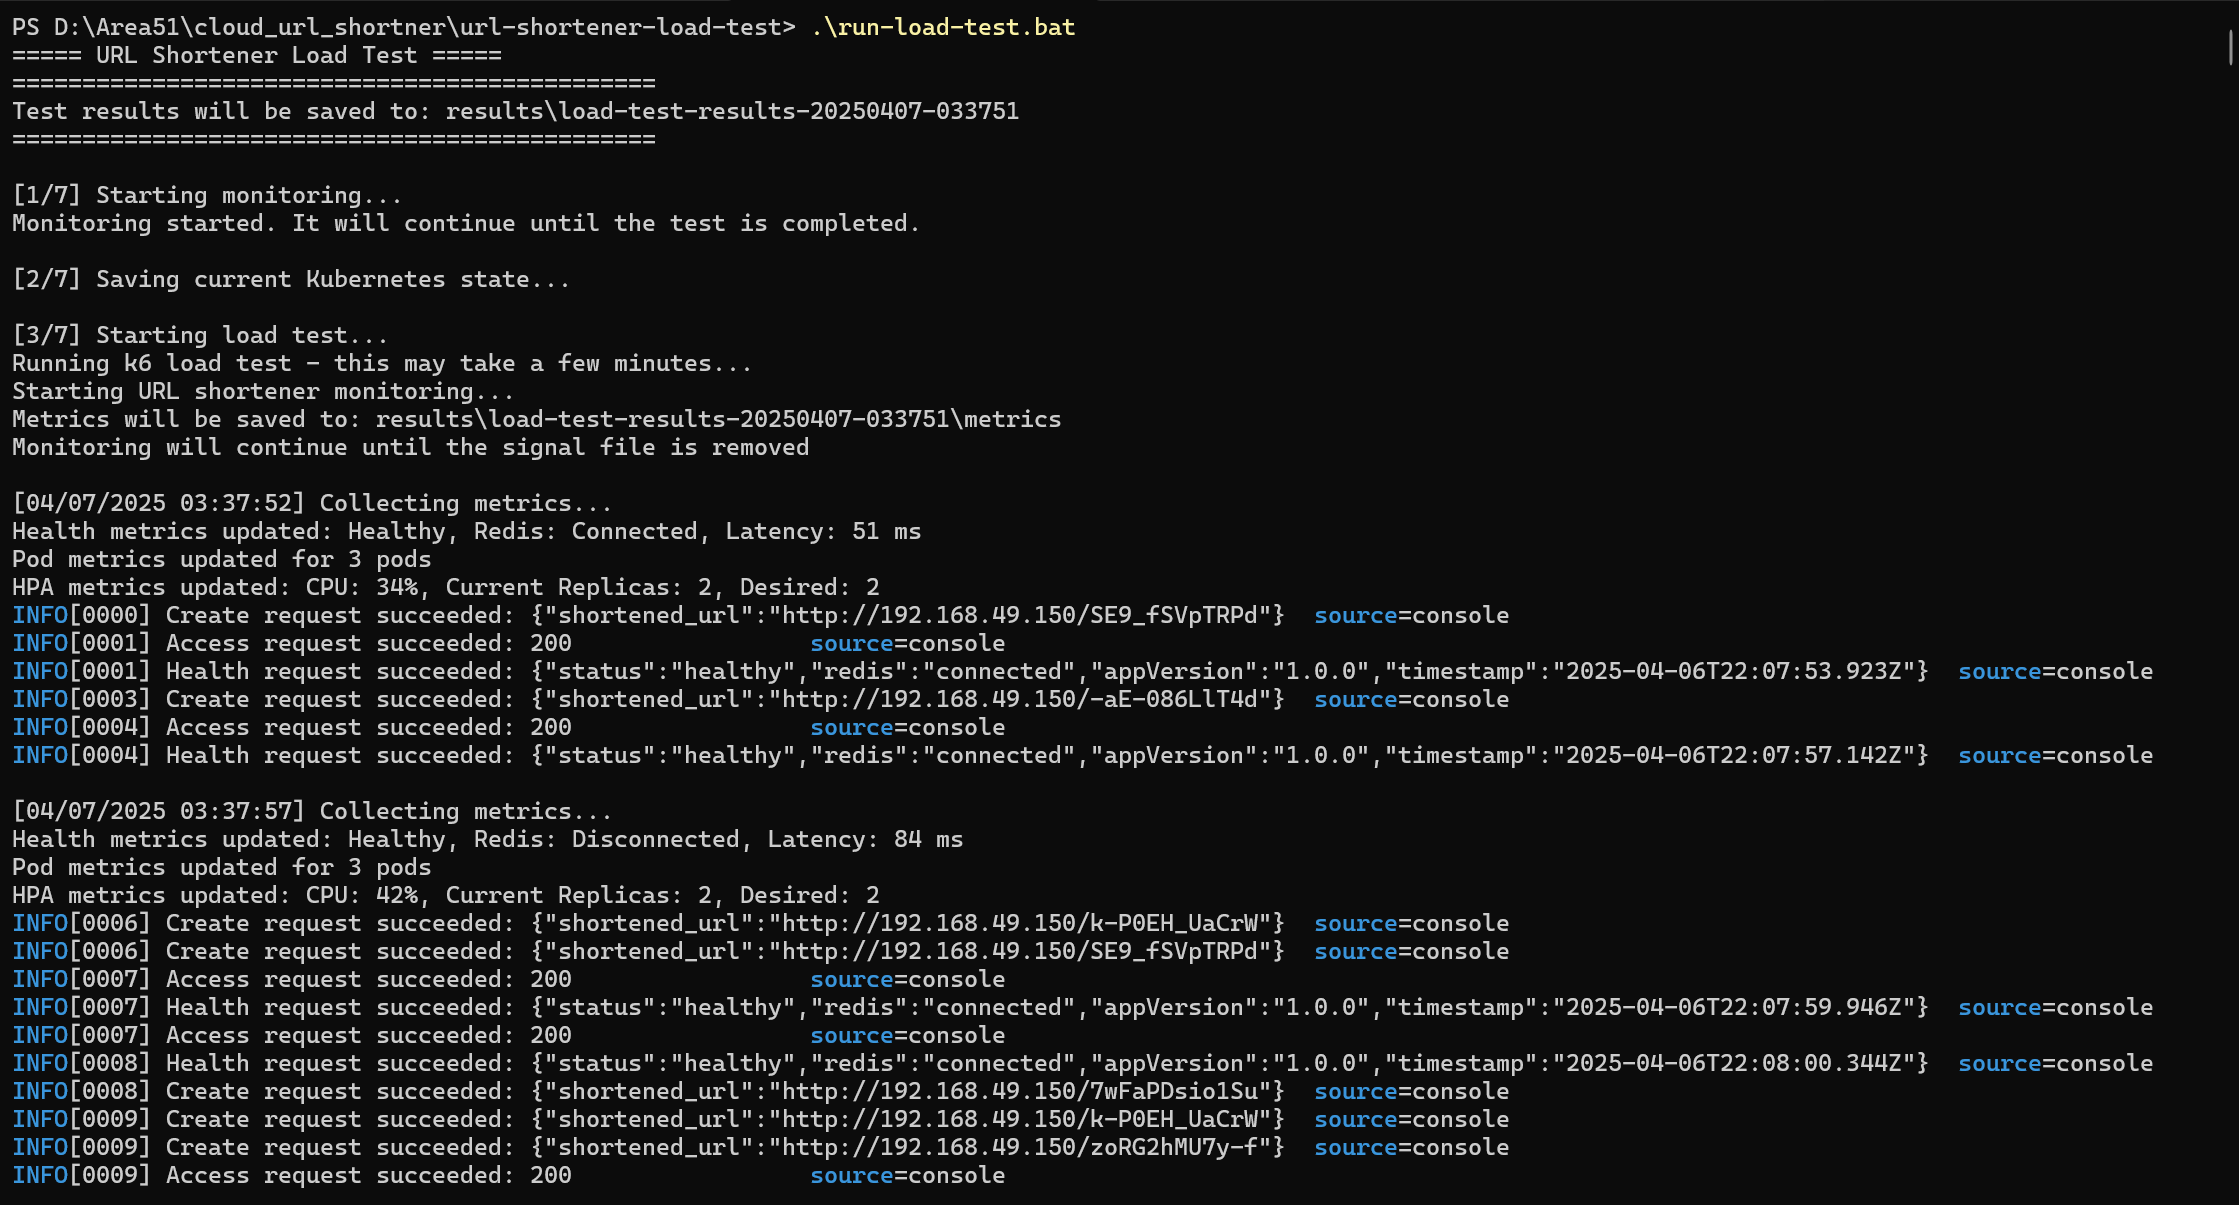 PS D:\Area51\cloud_url_shortner\url-shortener-load-test> .\run-load-test.bat
===== URL Shortener Load Test =====
==============================================
Test results will be saved to: results\load-test-results-20250407-033751
==============================================
[1/7] Starting monitoring...
Monitoring started. It will continue until the test is completed.
[2/7] Saving current Kubernetes state...
[3/7] Starting load test...
Running k6 load test - this may take a few minutes...
Starting URL shortener monitoring...
Metrics will be saved to: results\load-test-results-20250407-033751\metrics
Monitoring will continue until the signal file is removed
[04/07/2025 03:37:52] Collecting metrics...
Health metrics updated: Healthy, Redis: Connected, Latency: 51 ms
Pod metrics updated for 3 pods
HPA metrics updated: CPU: 34%, Current Replicas: 2, Desired: 2
INFO[0000] Create request succeeded: {"shortened_url":"http://192.168.49.150/SE9_fSVpTRPd"}  source=console
INFO[0001] Access request succeeded: 200                 source=console
INFO[0001] Health request succeeded: {"status":"healthy","redis":"connected","appVersion":"1.0.0","timestamp":"2025-04-06T22:07:53.923Z"}  source=console
INFO[0003] Create request succeeded: {"shortened_url":"http://192.168.49.150/-aE-086LlT4d"}  source=console
INFO[0004] Access request succeeded: 200                 source=console
INFO[0004] Health request succeeded: {"status":"healthy","redis":"connected","appVersion":"1.0.0","timestamp":"2025-04-06T22:07:57.142Z"}  source=console
[04/07/2025 03:37:57] Collecting metrics...
Health metrics updated: Healthy, Redis: Disconnected, Latency: 84 ms
Pod metrics updated for 3 pods
HPA metrics updated: CPU: 42%, Current Replicas: 2, Desired: 2
INFO[0006] Create request succeeded: {"shortened_url":"http://192.168.49.150/k-P0EH_UaCrW"}  source=console
INFO[0006] Create request succeeded: {"shortened_url":"http://192.168.49.150/SE9_fSVpTRPd"}  source=console
INFO[0007] Access request succeeded: 200                 source=console
INFO[0007] Health request succeeded: {"status":"healthy","redis":"connected","appVersion":"1.0.0","timestamp":"2025-04-06T22:07:59.946Z"}  source=console
INFO[0007] Access request succeeded: 200                 source=console
INFO[0008] Health request succeeded: {"status":"healthy","redis":"connected","appVersion":"1.0.0","timestamp":"2025-04-06T22:08:00.344Z"}  source=console
INFO[0008] Create request succeeded: {"shortened_url":"http://192.168.49.150/7wFaPDsio1Su"}  source=console
INFO[0009] Create request succeeded: {"shortened_url":"http://192.168.49.150/k-P0EH_UaCrW"}  source=console
INFO[0009] Create request succeeded: {"shortened_url":"http://192.168.49.150/zoRG2hMU7y-f"}  source=console
INFO[0009] Access request succeeded: 200                 source=console